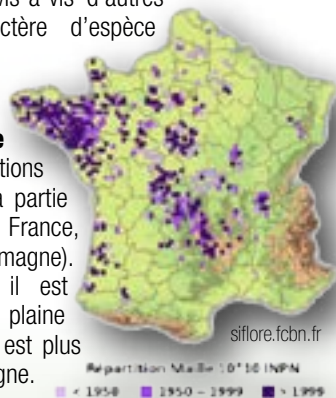 vis à vis d'autres
ctère d'espèce
e
tions
a partie
France,
magne).
il est
plaine
est plus
gne.
siflore.fcbn.fr
Répartition Maille 10*10 INPN
< 1950 1950 - 1999 > 1999